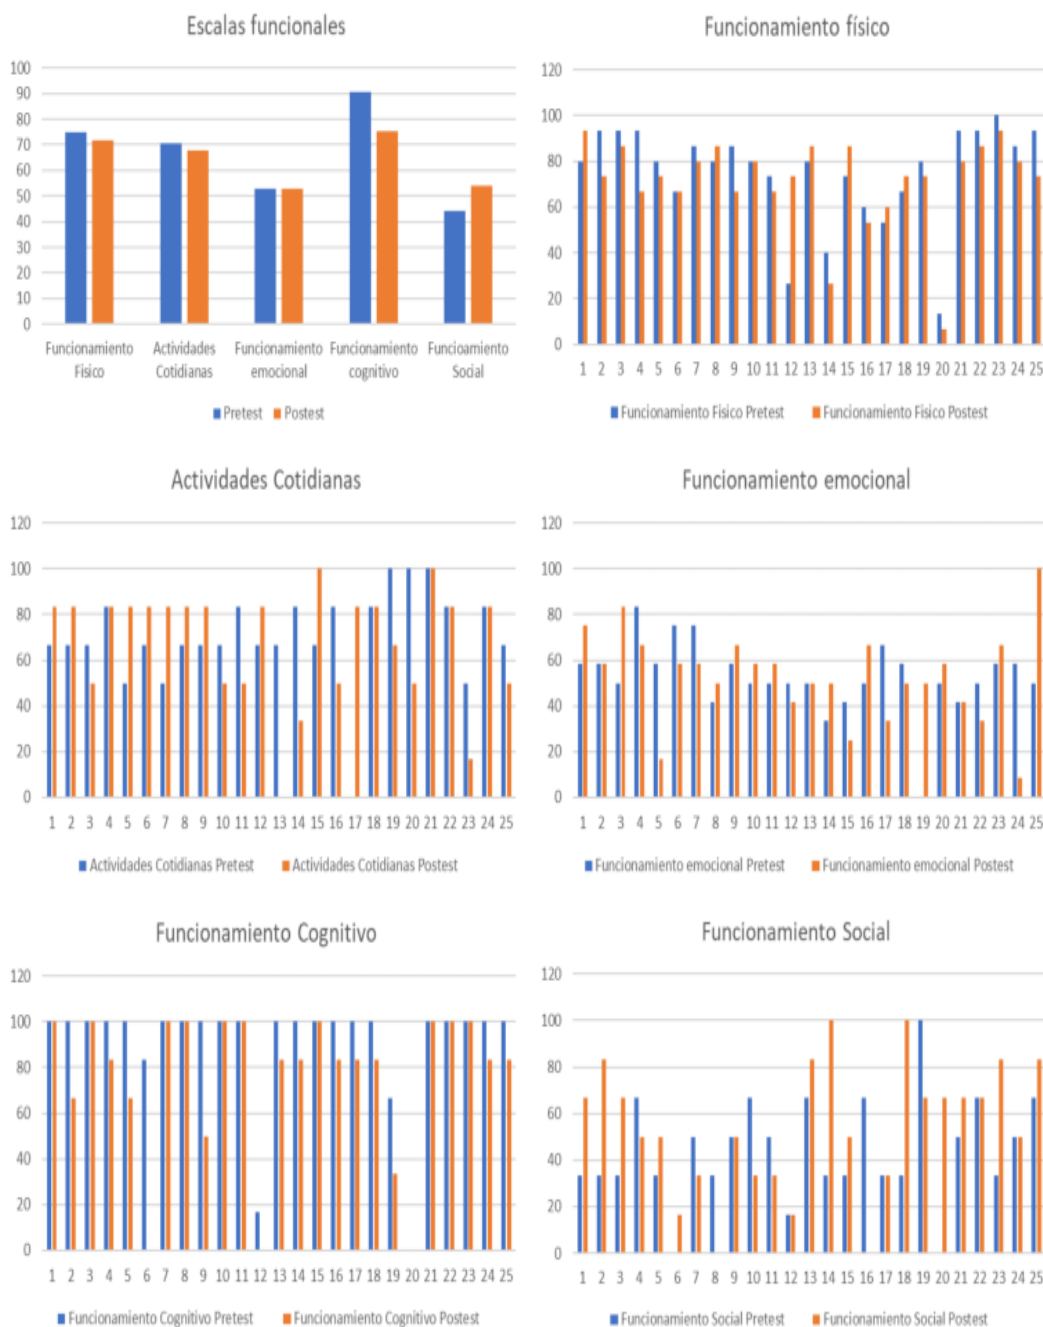 Escalas funcionales
100
90
80
70
60
50
40
30
20
10
0
Funcionamiento Actividades Funcionamiento Funcionamiento Funcioamiento
Fisico Cotidianas emocional cognitivo Social
Pretest Postest
Funcionamiento físico
120
100
80
60
40
20
0
1 2 3 4 5 6 7 8 9 10 11 12 13 14 15 16 17 18 19 20 21 22 23 24 25
Funcionamiento Fisico Pretest Funcionamiento Fisico Postest
Actividades Cotidianas
120
100
80
60
40
20
0
1 2 3 4 5 6 7 8 9 10 11 12 13 14 15 16 17 18 19 20 21 22 23 24 25
Actividades Cotidianas Pretest Actividades Cotidianas Postest
Funcionamiento emocional
120
100
80
60
40
20
0
1 2 3 4 5 6 7 8 9 10 11 12 13 14 15 16 17 18 19 20 21 22 23 24 25
Funcionamiento emocional Pretest Funcionamiento emocional Postest
Funcionamiento Cognitivo
120
100
80
60
40
20
0
1 2 3 4 5 6 7 8 9 10 11 12 13 14 15 16 17 18 19 20 21 22 23 24 25
Funcionamiento Cognitivo Pretest Funcionamiento Cognitivo Postest
Funcionamiento Social
120
100
80
60
40
20
0
1 2 3 4 5 6 7 8 9 10 11 12 13 14 15 16 17 18 19 20 21 22 23 24 25
Funcionamiento Social Pretest Funcionamiento Social Postest